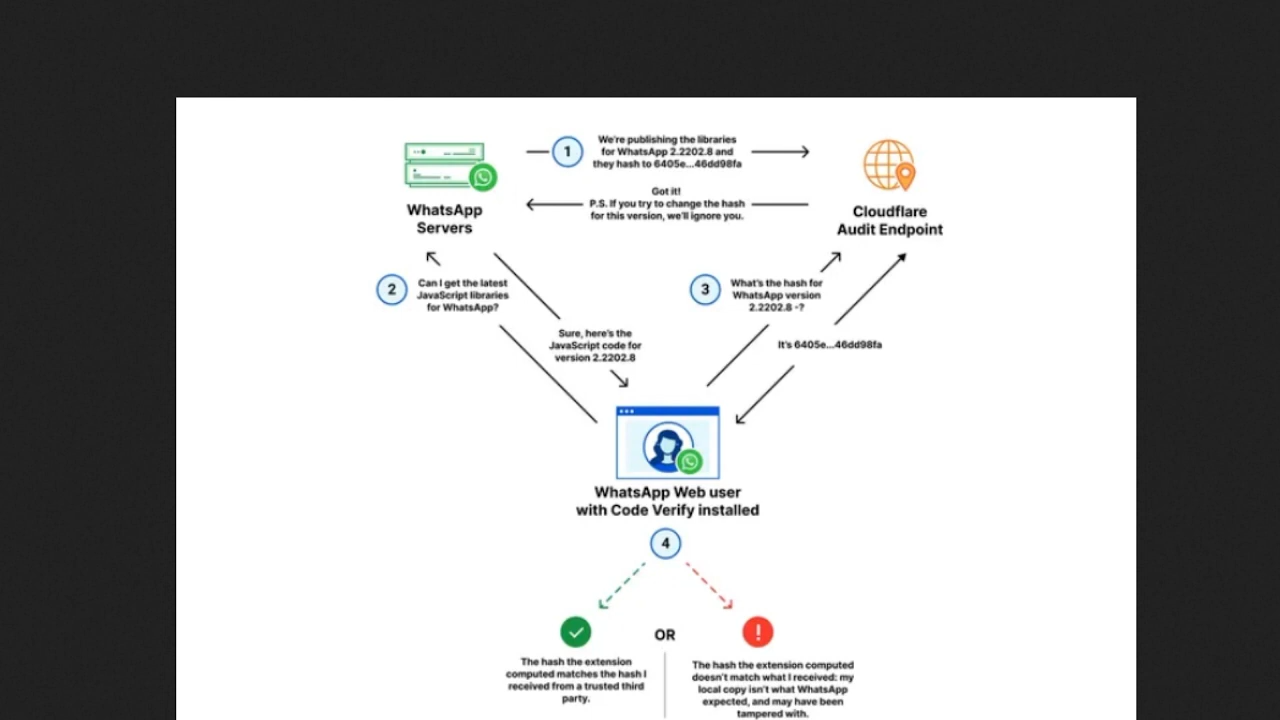 1
We're publishing the libraries
for WhatsApp 2.2202.8 and
they hash to 6405e...46dd98fa
Got it!
P.S. If you try to change the hash
for this version, we'll ignore you.
WhatsApp
Servers
Cloudflare
Audit Endpoint
2
Can I get the latest
JavaScript libraries
for WhatsApp?
3
What's the hash for
WhatsApp version
2.2202.8 -?
Sure, here's the
JavaScript code for
version 2.2202.8
It's 6405e...46dd98fa
WhatsApp Web user
with Code Verify installed
4
OR
The hash the extension
computed matches the hash I
received from a trusted third
party.
The hash the extension computed
doesn't match what I received: my
local copy isn't what WhatsApp
expected, and may have been
tampered with.